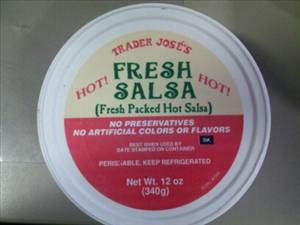 TRADER JOSÉ'S
HOT!
FRESH
HOT!
SALSA
(Fresh Packed Hot Salsa)
NO PRESERVATIVES
NO ARTIFICIAL COLORS OR FLAVORS
BEST WHEN USED BY
DATE STAMPED ON CONTAINER
PERISHABLE, KEEP REFRIGERATED
Net Wt. 12 oz
(340g)